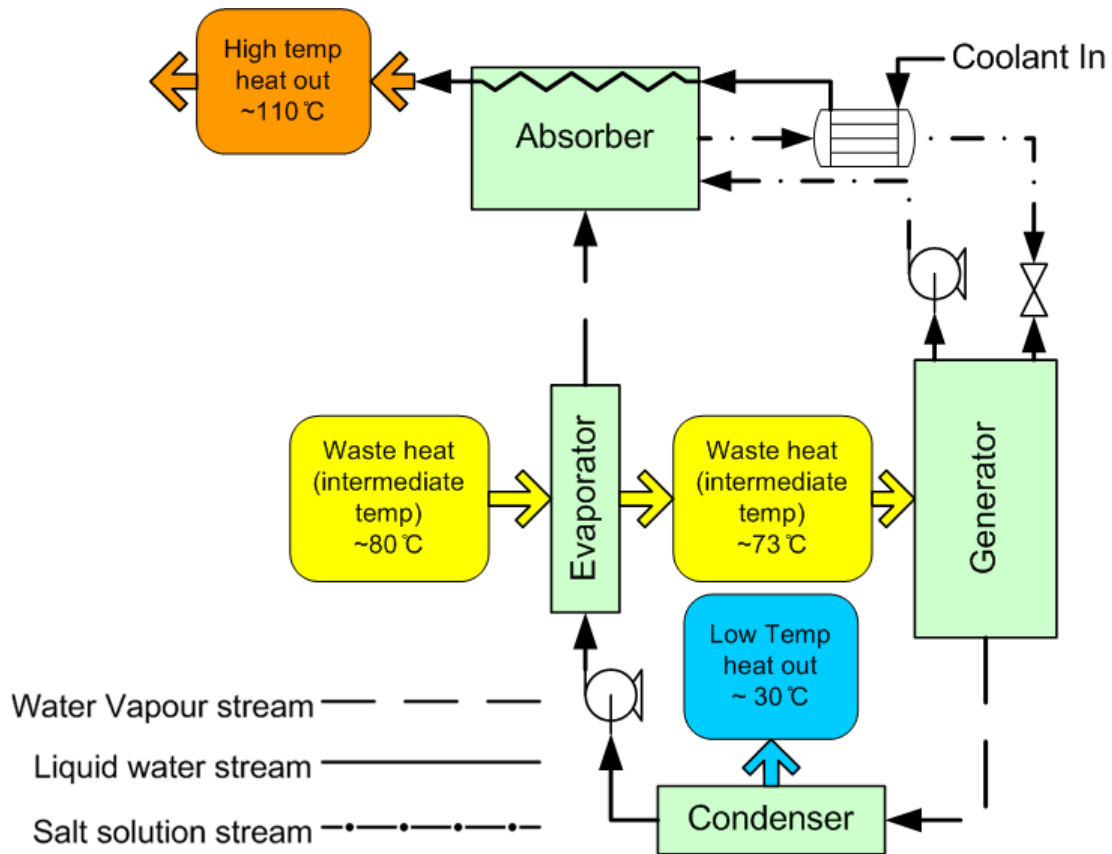 High temp
heat out
~110℃
Absorber
Coolant In
Waste heat
(intermediate
temp)
~80℃
Evaporator
Waste heat
(intermediate
temp)
~73℃
Generator
Low Temp
heat out
~ 30℃
Condenser
Water Vapour stream
Liquid water stream
Salt solution stream